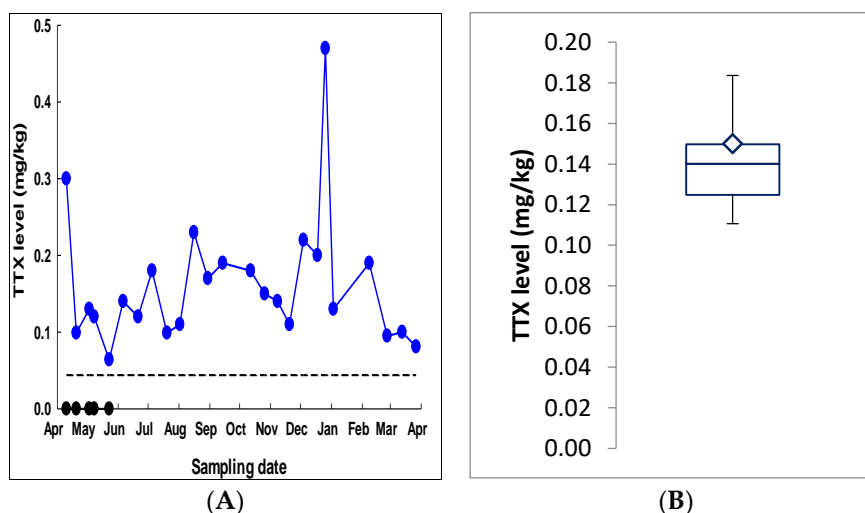 0.5
0.4
0.3
0.2
0.1
0.0
TTX level (mg/kg)
Apr May Jun Jul Aug Sep Oct Nov Dec Jan Feb Mar Apr
Sampling date
(A)
0.20
0.18
0.16
0.14
0.12
0.10
0.08
0.06
0.04
0.02
0.00
TTX level (mg/kg)
(B)